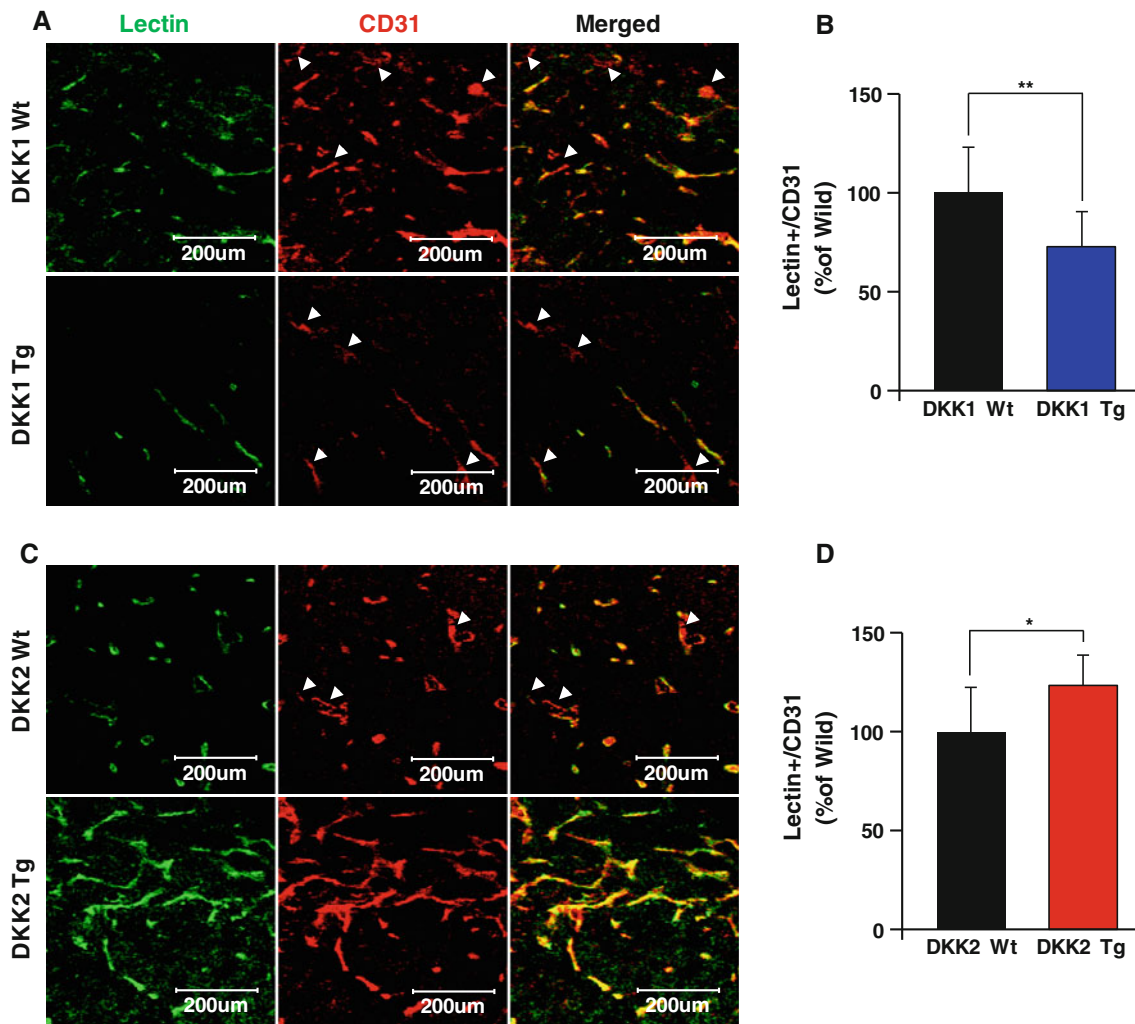 A
Lectin
CD31
Merged
DKK1 Wt
200um
200um
200um
DKK1 Tg
200um
200um
200um
B
Lectin+/CD31
(%of Wild)
150
100
50
0
**
DKK1 Wt
DKK1 Tg
C
DKK2 Wt
200um
200um
200um
DKK2 Tg
200um
200um
200um
D
Lectin+/CD31
(%of Wild)
150
100
50
0
*
DKK2 Wt
DKK2 Tg